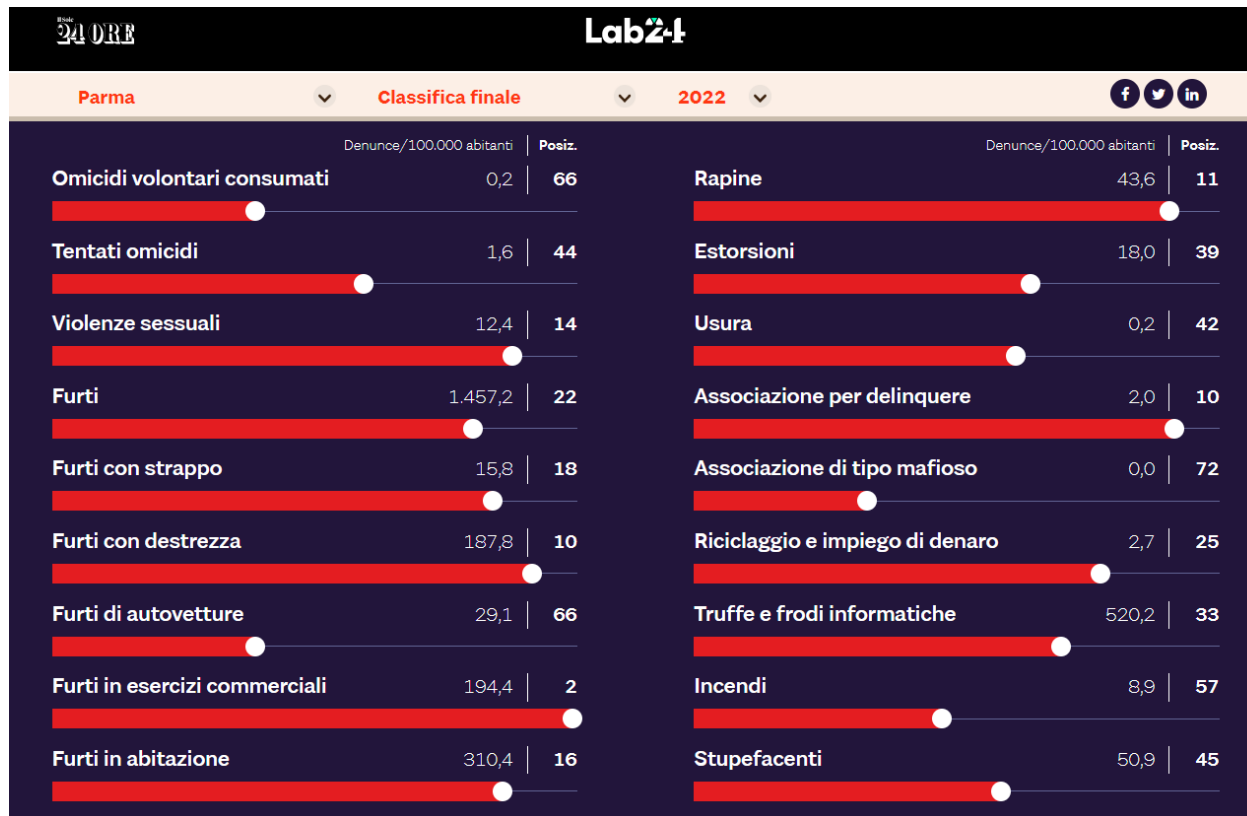 Il Sole
24 ORE
Lab24
Parma
Classifica finale
2022
Denunce/100.000 abitanti Posiz.
Omicidi volontari consumati 0,2 66
Tentati omicidi 1,6 44
Violenze sessuali 12,4 14
Furti 1.457,2 22
Furti con strappo 15,8 18
Furti con destrezza 187,8 10
Furti di autovetture 29,1 66
Furti in esercizi commerciali 194,4 2
Furti in abitazione 310,4 16
Denunce/100.000 abitanti Posiz.
Rapine 43,6 11
Estorsioni 18,0 39
Usura 0,2 42
Associazione per delinquere 2,0 10
Associazione di tipo mafioso 0,0 72
Riciclaggio e impiego di denaro 2,7 25
Truffe e frodi informatiche 520,2 33
Incendi 8,9 57
Stupefacenti 50,9 45